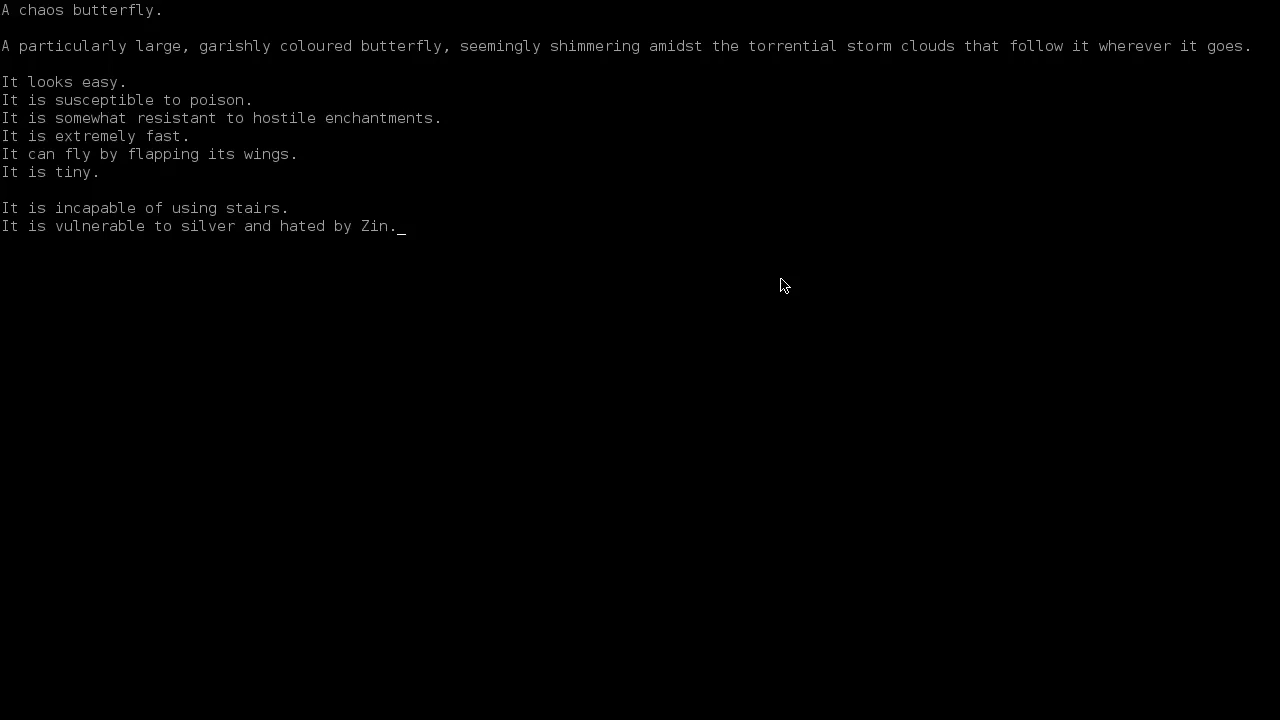 A chaos butterfly.
A particularly large, garishly coloured butterfly, seemingly shimmering amidst the torrential storm clouds that follow it wherever it goes.
It looks easy.
It is susceptible to poison.
It is somewhat resistant to hostile enchantments.
It is extremely fast.
It can fly by flapping its wings.
It is tiny.
It is incapable of using stairs.
It is vulnerable to silver and hated by Zin._